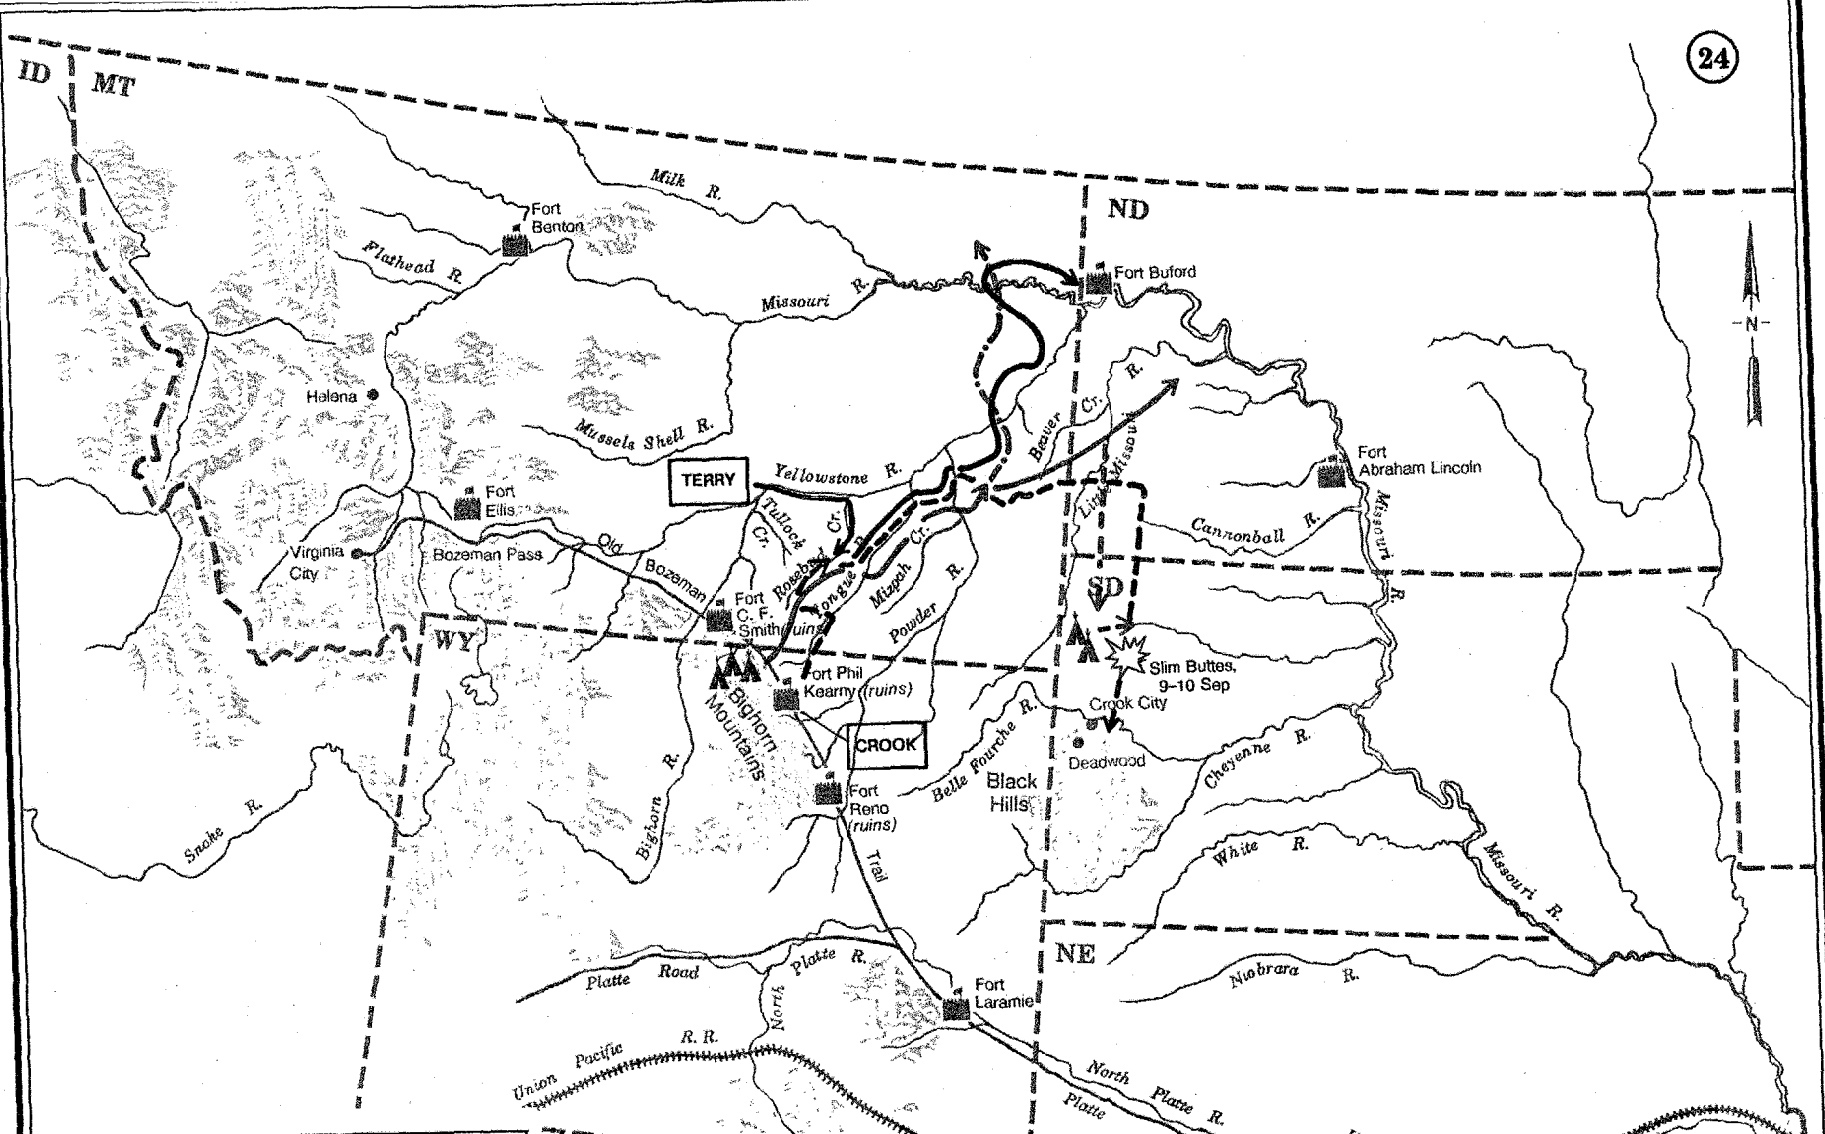 24
ID
MT
Milk R.
ND
Fort
Benton
Flathead R.
Fort Buford
Missouri R.
N
R.
Helena
Beaver Cr.
Mussels Shell R.
Missouri
Fort
Abraham Lincoln
TERRY
Yellowstone R.
Little
Missouri R.
Fort
Ellis
Tullock
Cr.
Cr.
Cannonball R.
Old
Virginia
City
Bozeman Pass
Bozeman
Rosebud
Tongue R.
Mizpah Cr.
Powder R.
SD
Fort
C. F.
Smith (ruins)
WY
Slim Buttes,
9–10 Sep
Fort Phil
Kearny (ruins)
Bighorn
Mountains
Crook City
CROOK
Belle Fourche R.
Deadwood
Cheyenne R.
Black
Hills
Fort
Reno
(ruins)
Snake R.
Bighorn R.
Trail
White R.
Missouri R.
NE
Platte Road
North Platte R.
Niobrara R.
Fort
Laramie
Union Pacific R. R.
North Platte R.
Platte